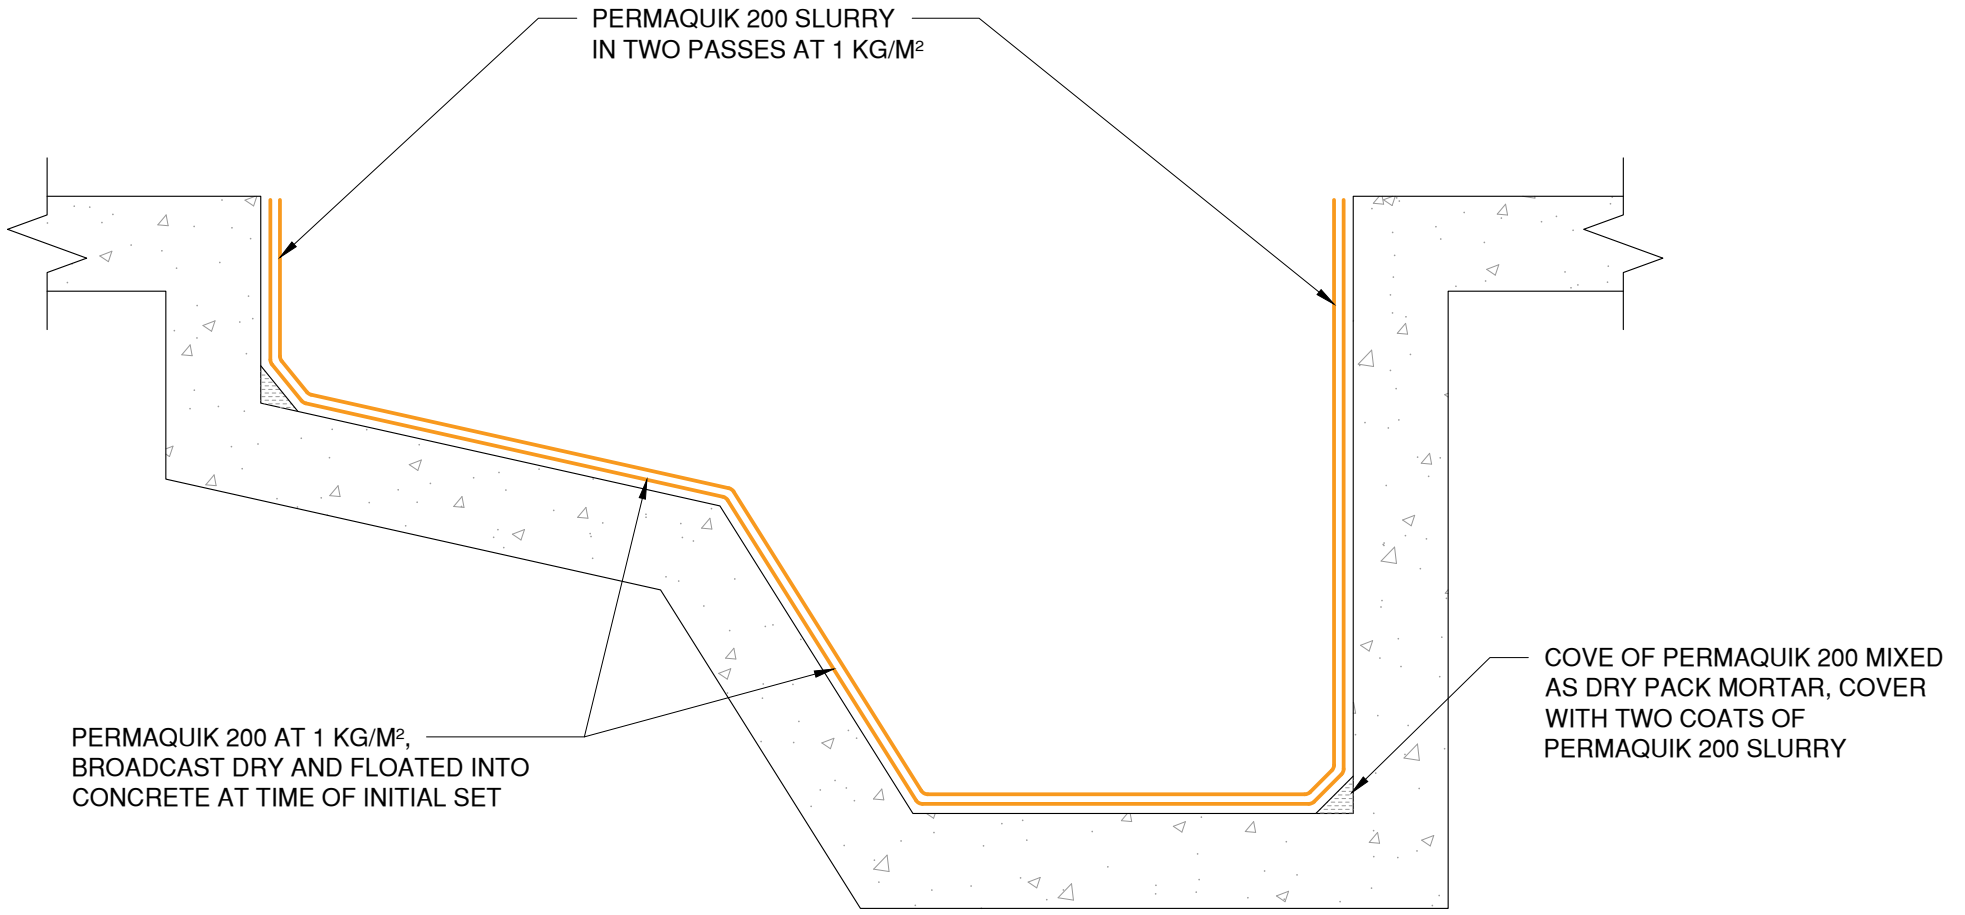 PERMAQUIK 200 SLURRY
IN TWO PASSES AT 1 KG/M²
COVE OF PERMAQUIK 200 MIXED
AS DRY PACK MORTAR, COVER
WITH TWO COATS OF
PERMAQUIK 200 SLURRY
PERMAQUIK 200 AT 1 KG/M²,
BROADCAST DRY AND FLOATED INTO
CONCRETE AT TIME OF INITIAL SET